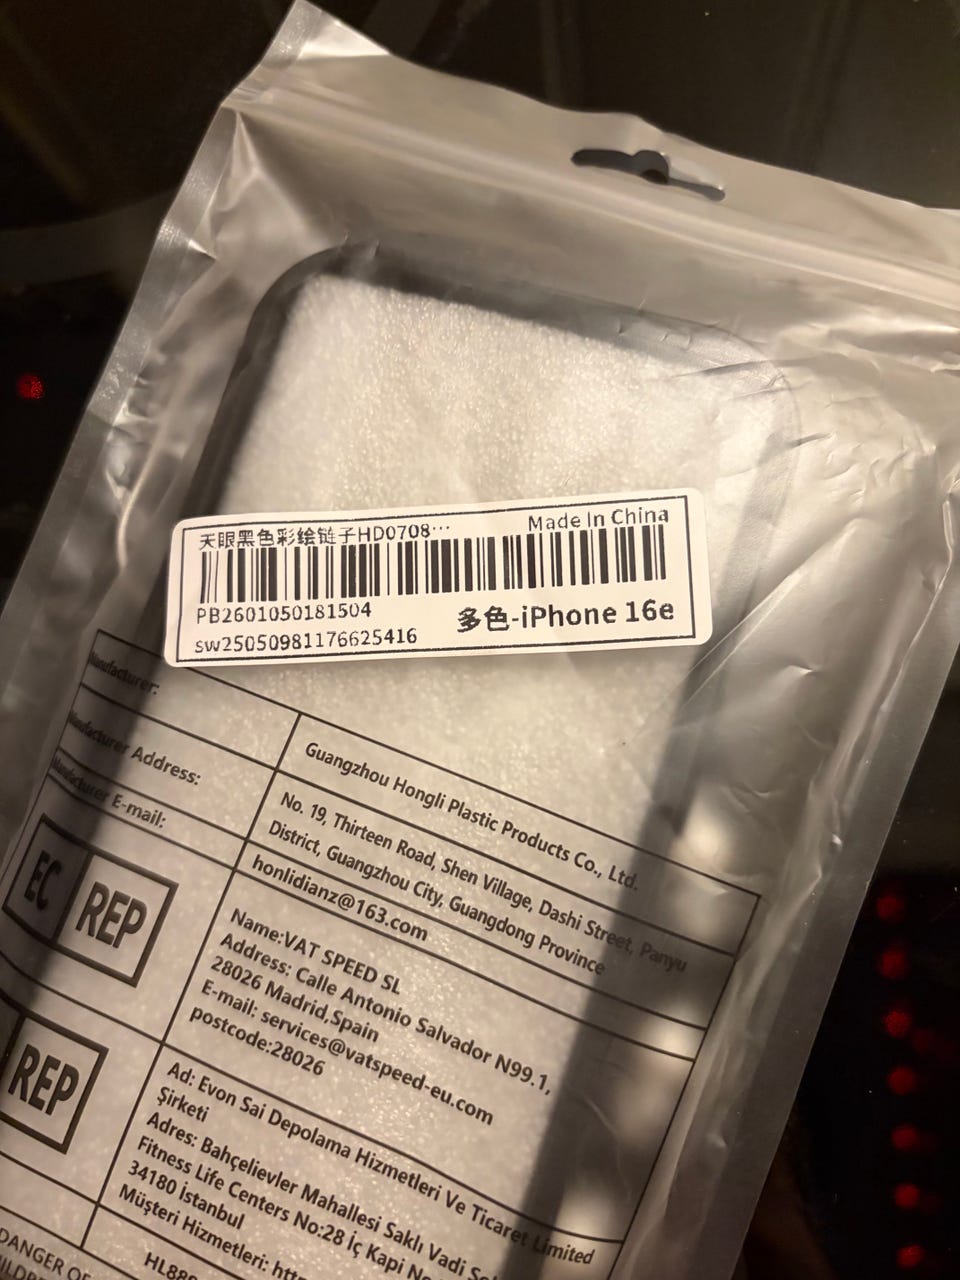 天眼黑色彩绘链子HD0708…
Made In China
PB2601050181504
多色-iPhone 16e
sw25050981176625416
Manufacturer:
Guangzhou Hongli Plastic Products Co., Ltd.
Manufacturer Address:
No. 19, Thirteen Road, Shen Village, Dashi Street, Panyu
District, Guangzhou City, Guangdong Province
Manufacturer E-mail:
honlidianz@163.com
EC REP
Name:VAT SPEED SL
Address: Calle Antonio Salvador N99.1,
28026 Madrid,Spain
E-mail: services@vatspeed-eu.com
postcode:28026
REP
Ad: Evon Sai Depolama Hizmetleri Ve Ticaret Limited
Şirketi
Adres: Bahçelievler Mahallesi Saklı Vadi
Fitness Life Centers No:28 İç Kapi
34180 İstanbul
Müşteri Hizmetleri:
DANGER OF